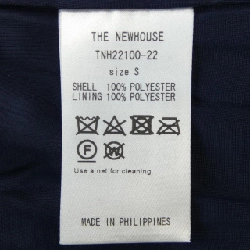 THE NEWHOUSE
TNH22100-22
size S
SHELL 100% POLYESTER
LINING 100% POLYESTER
F
W
Use a net for cleaning
MADE IN PHILIPPINES